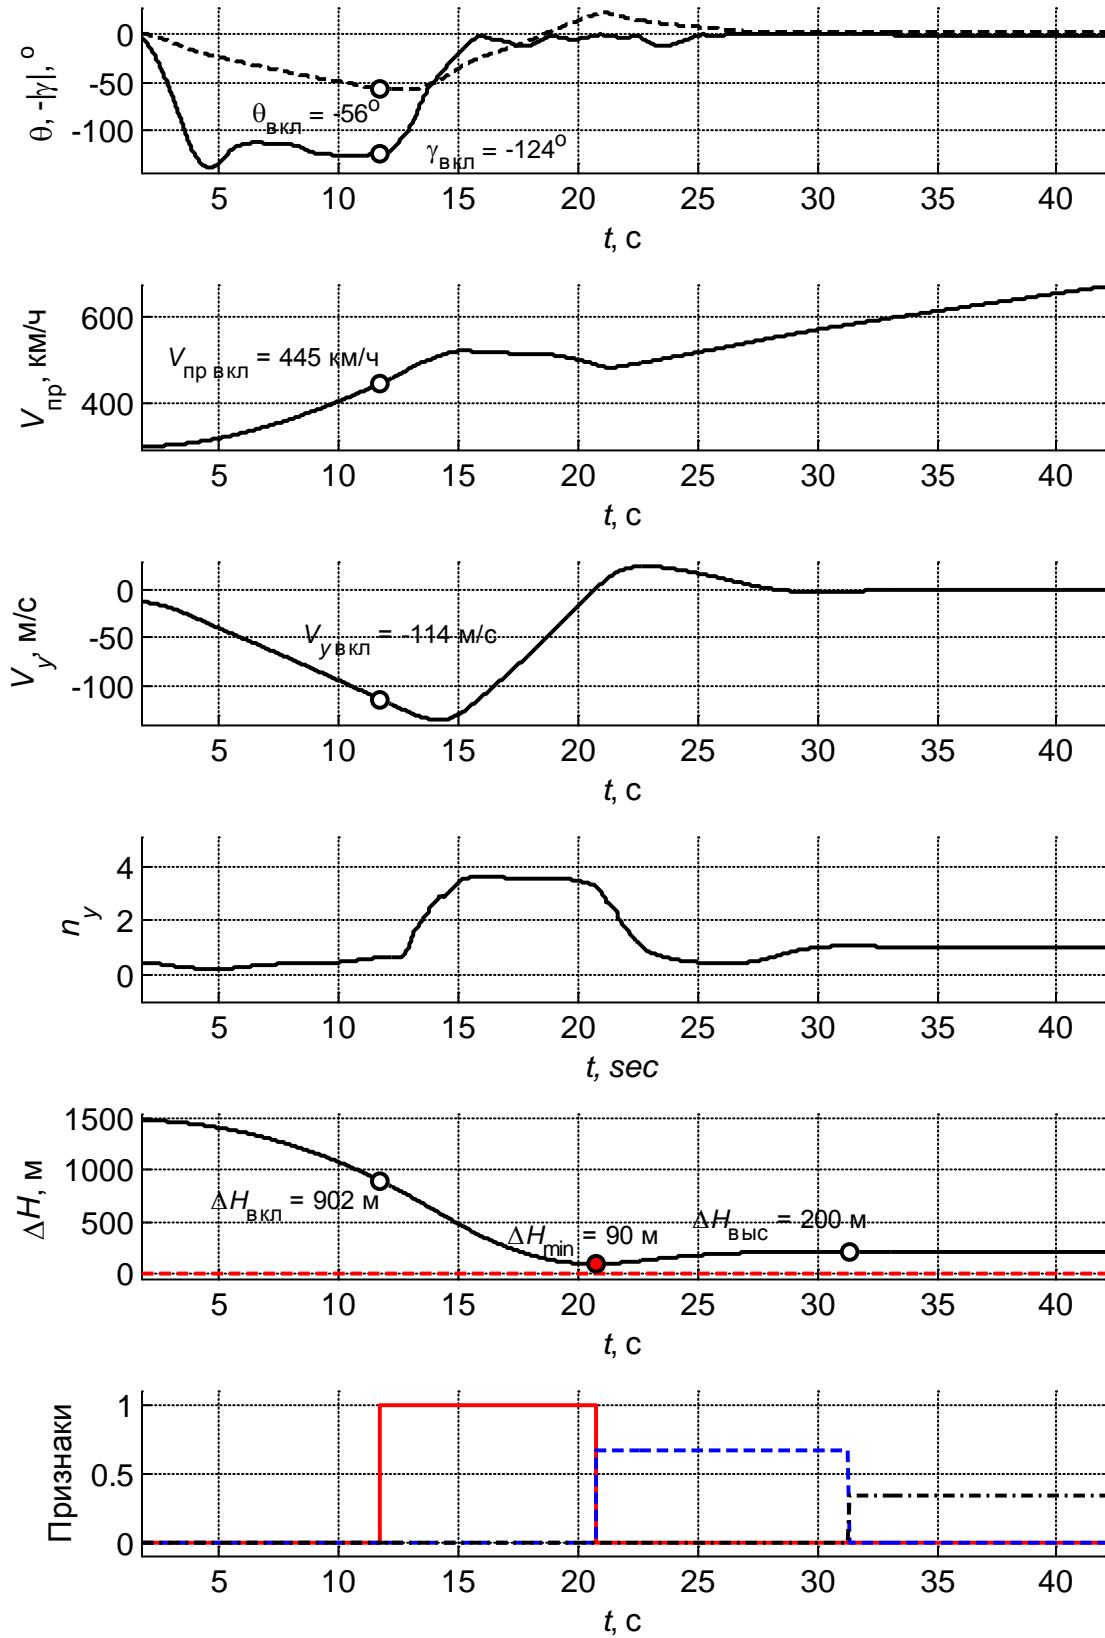 θ, -|γ|, o
0
-50
-100
θвкл = -56o
γвкл = -124o
5 10 15 20 25 30 35 40
t, с
Vпр, км/ч
600
400
Vпр вкл = 445 км/ч
5 10 15 20 25 30 35 40
t, с
Vy, м/с
0
-50
-100
Vy вкл = -114 м/с
5 10 15 20 25 30 35 40
t, с
ny
4
2
0
5 10 15 20 25 30 35 40
t, sec
ΔH, м
1500
1000
500
0
ΔHвкл = 902 м
ΔHmin = 90 м
ΔHвыс = 200 м
5 10 15 20 25 30 35 40
t, с
Признаки
1
0.5
0
5 10 15 20 25 30 35 40
t, с